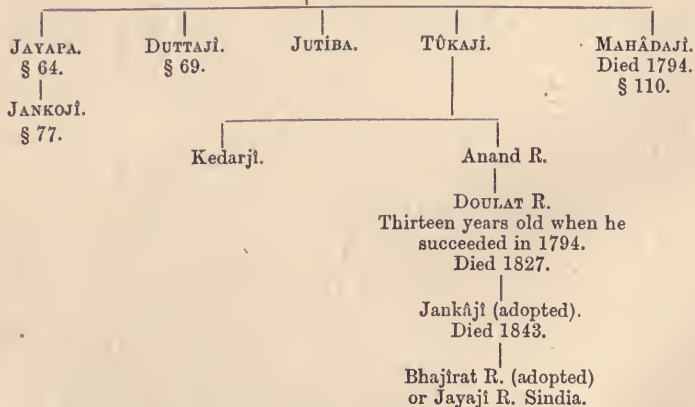 JAYAPA. DUTTAJÎ. JUTÎBA. TÛKAJÎ. MAHÂDAJÎ.
§ 64. § 69. Died 1794.
§ 110.
JANKOJÎ.
§ 77.
Kedarjî. Anand R.
DOULAT R.
Thirteen years old when he
succeeded in 1794.
Died 1827.
Jankâjî (adopted).
Died 1843.
Bhajîrat R. (adopted)
or Jayajî R. Sindia.